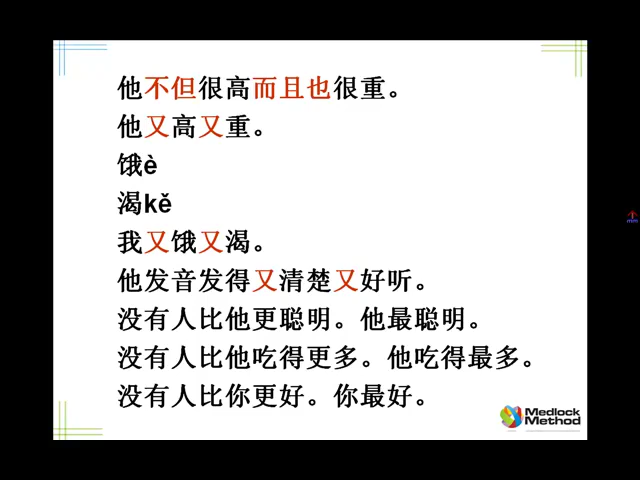 他不但很高而且也很重。
他又高又重。
饿è
渴kě
我又饿又渴。
他发音发得又清楚又好听。
没有人比他更聪明。他最聪明。
没有人比他吃得更多。他吃得最多。
没有人比你更好。你最好。
Medlock
Method